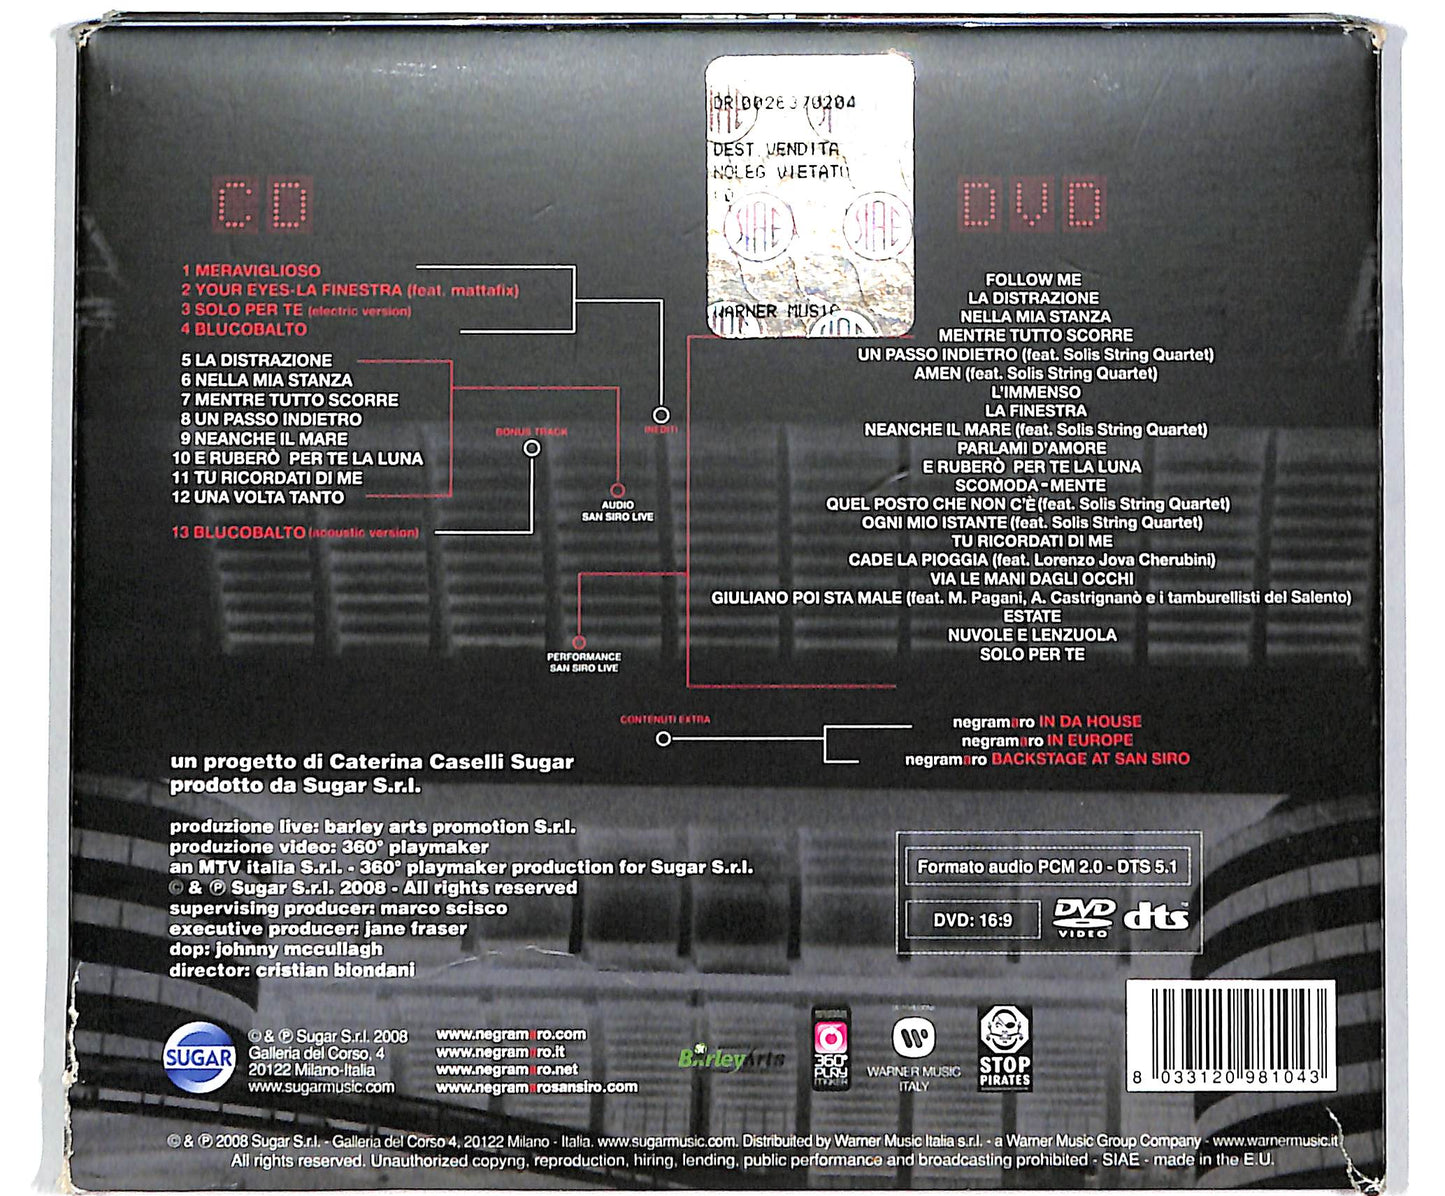 DR 0026370204
DEST. VENDITA
NOLEG VIETATO
SIAE
SIAE
WARNER MUSIC
CD
1 MERAVIGLIOSO
2 YOUR EYES-LA FINESTRA (feat. mattafix)
3 SOLO PER TE (electric version)
4 BLUCOBALTO
5 LA DISTRAZIONE
6 NELLA MIA STANZA
7 MENTRE TUTTO SCORRE
8 UN PASSO INDIETRO
9 NEANCHE IL MARE
10 E RUBERÒ PER TE LA LUNA
11 TU RICORDATI DI ME
12 UNA VOLTA TANTO
13 BLUCOBALTO (acoustic version)
INEDITI
BONUS TRACK
AUDIO
SAN SIRO LIVE
PERFORMANCE
SAN SIRO LIVE
DVD
FOLLOW ME
LA DISTRAZIONE
NELLA MIA STANZA
MENTRE TUTTO SCORRE
UN PASSO INDIETRO (feat. Solis String Quartet)
AMEN (feat. Solis String Quartet)
L'IMMENSO
LA FINESTRA
NEANCHE IL MARE (feat. Solis String Quartet)
PARLAMI D'AMORE
E RUBERÒ PER TE LA LUNA
SCOMODA-MENTE
QUEL POSTO CHE NON C'È (feat. Solis String Quartet)
OGNI MIO ISTANTE (feat. Solis String Quartet)
TU RICORDATI DI ME
CADE LA PIOGGIA (feat. Lorenzo Jova Cherubini)
VIA LE MANI DAGLI OCCHI
GIULIANO POI STA MALE (feat. M. Pagani, A. Castrignanò e i tamburellisti del Salento)
ESTATE
NUVOLE E LENZUOLA
SOLO PER TE
CONTENUTI EXTRA
negramaro IN DA HOUSE
negramaro IN EUROPE
negramaro BACKSTAGE AT SAN SIRO
un progetto di Caterina Caselli Sugar
prodotto da Sugar S.r.l.
produzione live: barley arts promotion S.r.l.
produzione video: 360° playmaker
an MTV italia S.r.l. - 360° playmaker production for Sugar S.r.l.
© & ℗ Sugar S.r.l. 2008 - All rights reserved
supervising producer: marco scisco
executive producer: jane fraser
dop: johnny mccullagh
director: cristian biondani
Formato audio PCM 2.0 - DTS 5.1
DVD: 16:9
DVD VIDEO
dts™
SUGAR
© & ℗ Sugar S.r.l. 2008
Galleria del Corso, 4
20122 Milano-Italia
www.sugarmusic.com
www.negramaro.com
www.negramaro.it
www.negramaro.net
www.negramarosansiro.com
BarleyArts
360°
PLAY
MAKER
WARNER MUSIC
ITALY
STOP
PIRATES
8 033120 981043
© & ℗ 2008 Sugar S.r.l. - Galleria del Corso 4, 20122 Milano - Italia. www.sugarmusic.com. Distribuited by Warner Music Italia s.r.l. - a Warner Music Group Company - www.warnermusic.it
All rights reserved. Unauthorized copyng, reproduction, hiring, lending, public performance and broadcasting prohibited - SIAE - made in the E.U.